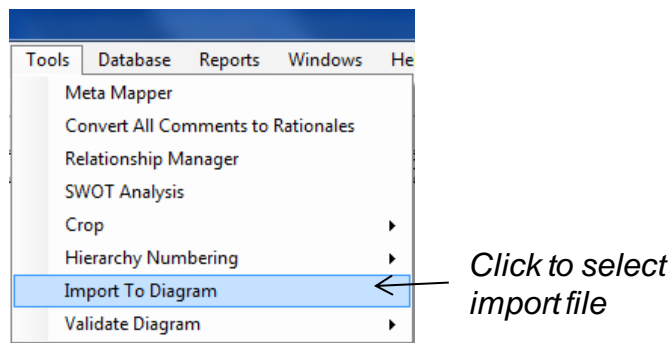 Tools Database Reports Windows He
Meta Mapper
Convert All Comments to Rationales
Relationship Manager
SWOT Analysis
Crop
Hierarchy Numbering
Import To Diagram
Validate Diagram
Click to select
import file